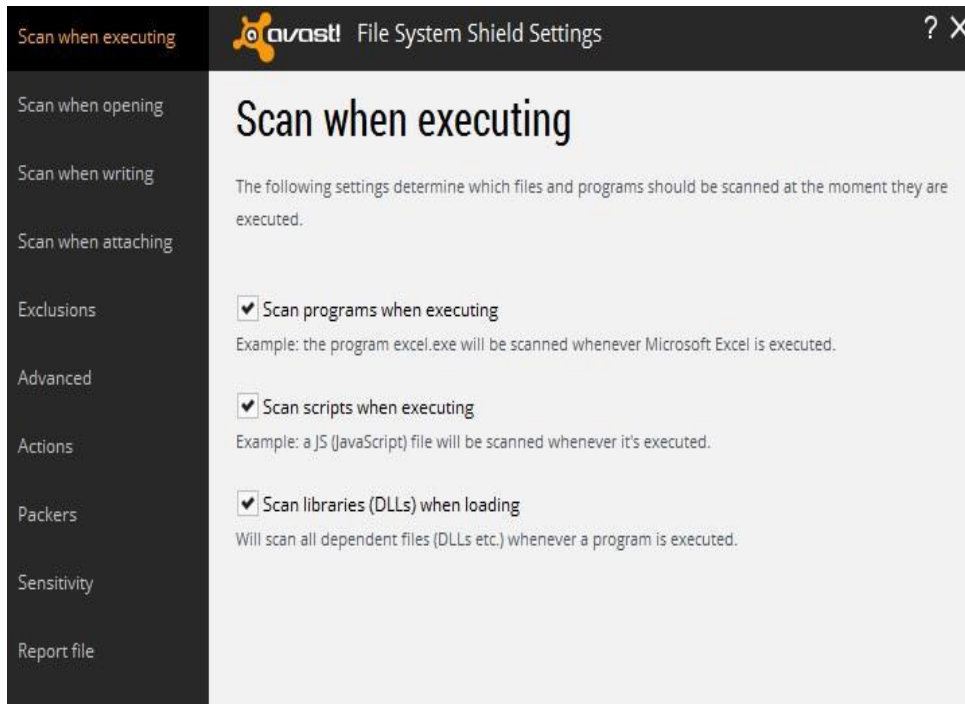 Scan when executing
avast! File System Shield Settings ? X
Scan when opening
Scan when writing
Scan when attaching
Exclusions
Advanced
Actions
Packers
Sensitivity
Report file
Scan when executing
The following settings determine which files and programs should be scanned at the moment they are
executed.
Scan programs when executing
Example: the program excel.exe will be scanned whenever Microsoft Excel is executed.
Scan scripts when executing
Example: a JS (JavaScript) file will be scanned whenever it's executed.
Scan libraries (DLLs) when loading
Will scan all dependent files (DLLs etc.) whenever a program is executed.